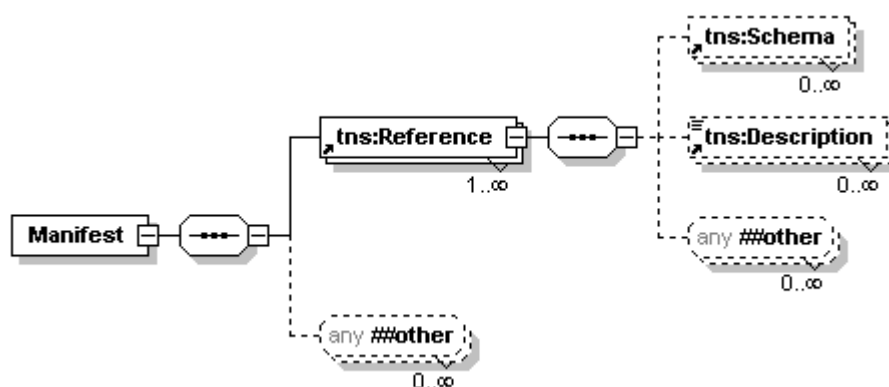 tns:Schema
0..∞
tns:Reference
1..∞
tns:Description
0..∞
Manifest
any ##other
0..∞
any ##other
0..∞